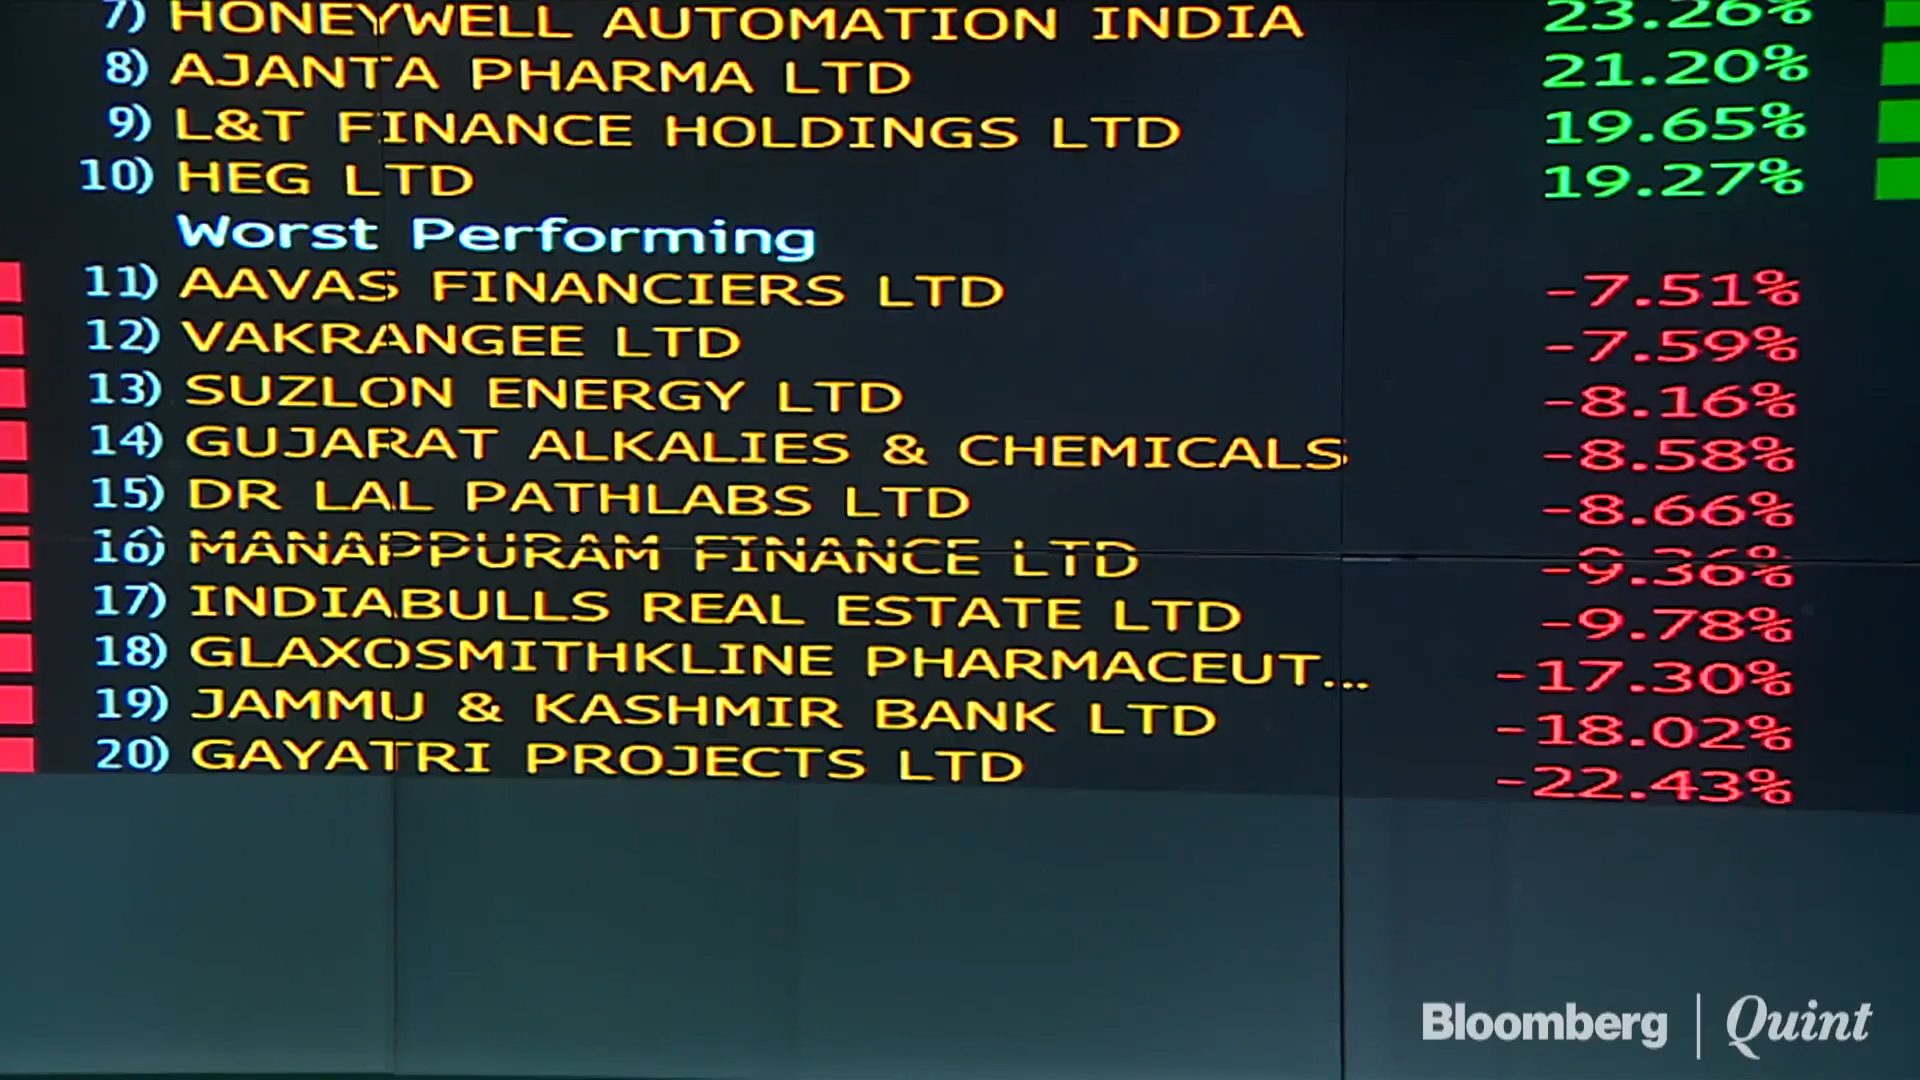 7) HONEYWELL AUTOMATION INDIA 23.26%
8) AJANTA PHARMA LTD 21.20%
9) L&T FINANCE HOLDINGS LTD 19.65%
10) HEG LTD 19.27%
Worst Performing
11) AAVAS FINANCIERS LTD -7.51%
12) VAKRANGEE LTD -7.59%
13) SUZLON ENERGY LTD -8.16%
14) GUJARAT ALKALIES & CHEMICALS -8.58%
15) DR LAL PATHLABS LTD -8.66%
16) MANAPPURAM FINANCE LTD -9.36%
17) INDIABULLS REAL ESTATE LTD -9.78%
18) GLAXOSMITHKLINE PHARMACEUT... -17.30%
19) JAMMU & KASHMIR BANK LTD -18.02%
20) GAYATRI PROJECTS LTD -22.43%
Bloomberg | Quint